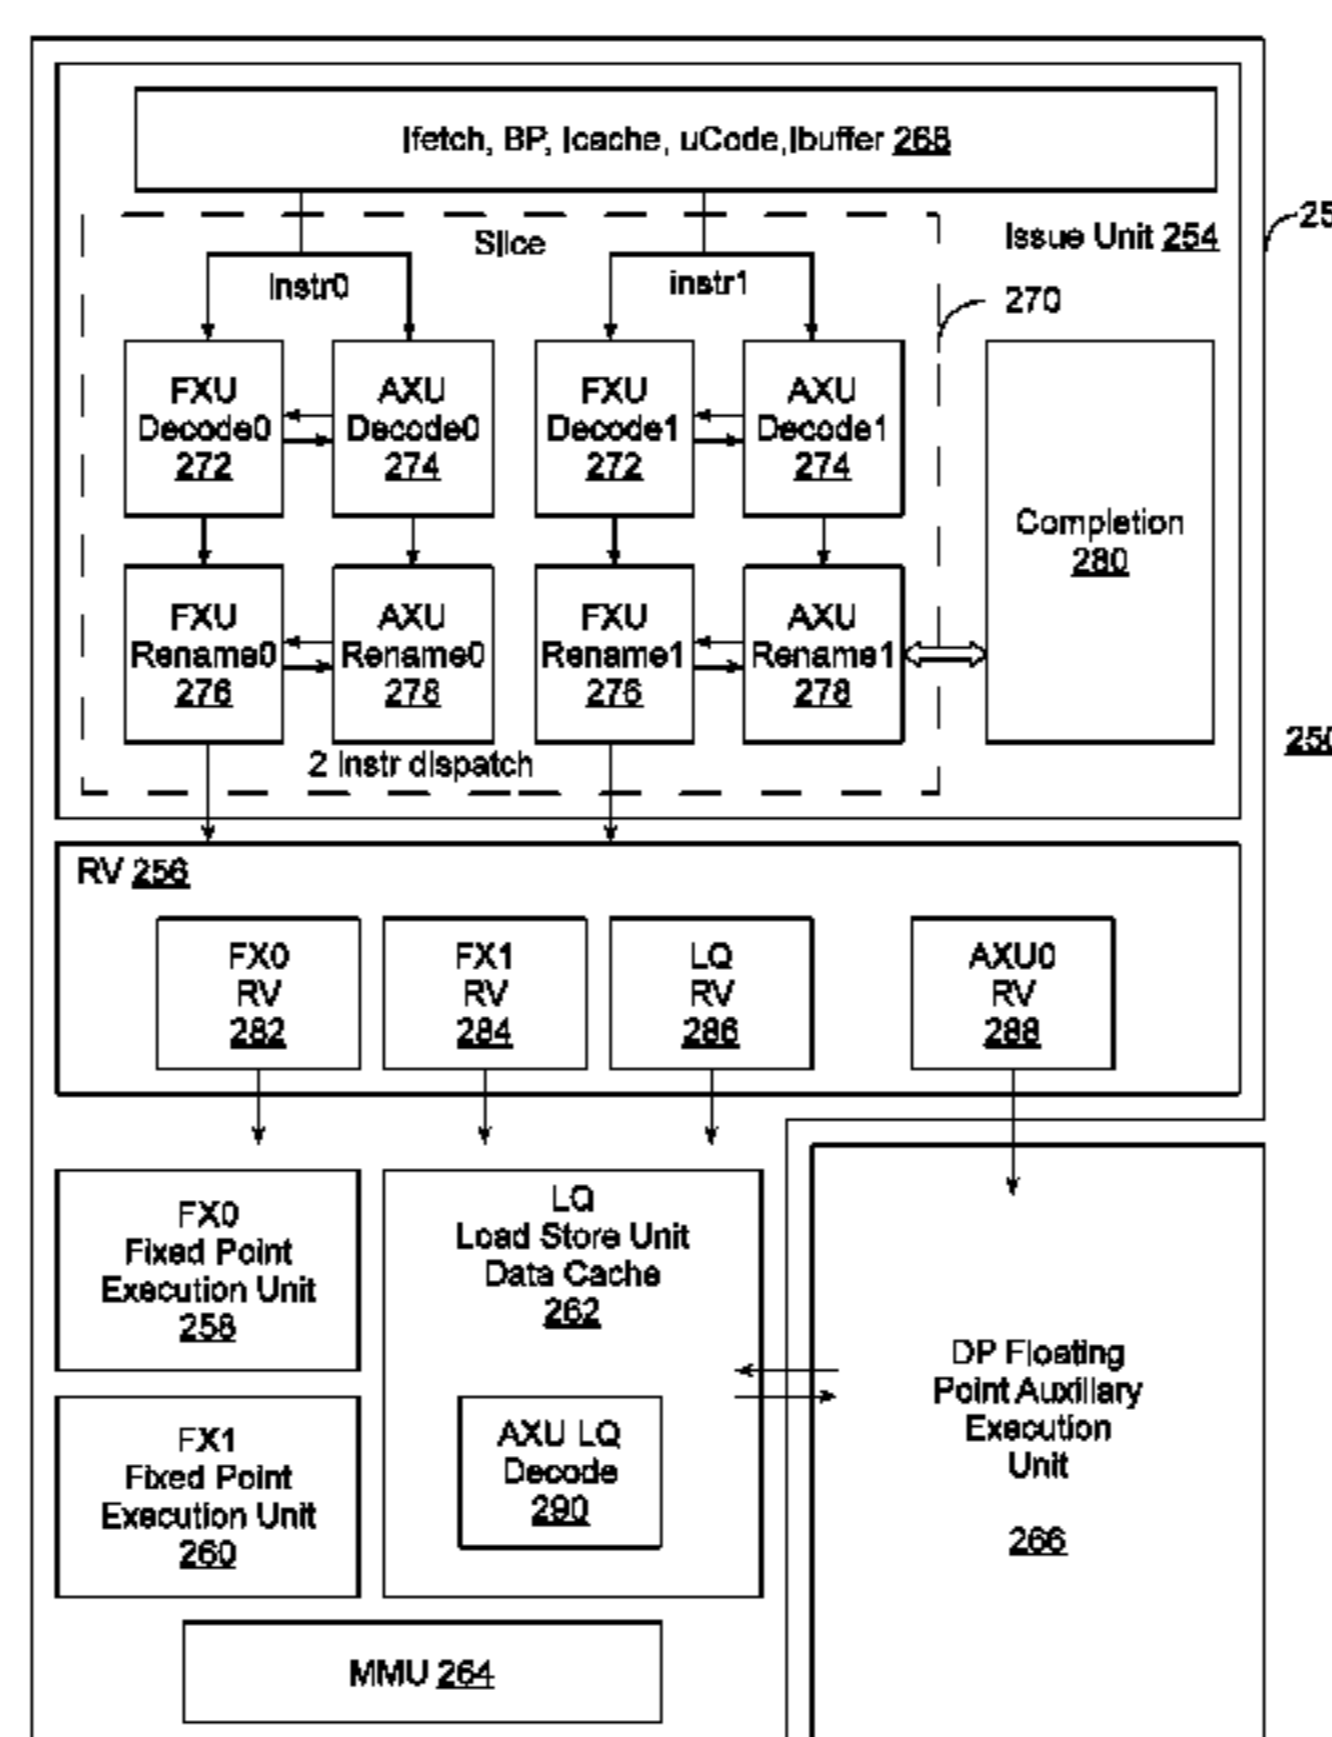 Ifetch, BP, Icache, uCode,Ibuffer 268
Slice
Issue Unit 254
Instr0
instr1
270
FXU
Decode0
272
AXU
Decode0
274
FXU
Decode1
272
AXU
Decode1
274
Completion
280
FXU
Rename0
276
AXU
Rename0
278
FXU
Rename1
276
AXU
Rename1
278
2 Instr dispatch
RV 256
FX0
RV
282
FX1
RV
284
LQ
RV
286
AXU0
RV
288
FX0
Fixed Point
Execution Unit
258
LQ
Load Store Unit
Data Cache
262
DP Floating
Point Auxillary
Execution
Unit
266
FX1
Fixed Point
Execution Unit
260
AXU LQ
Decode
290
MMU 264